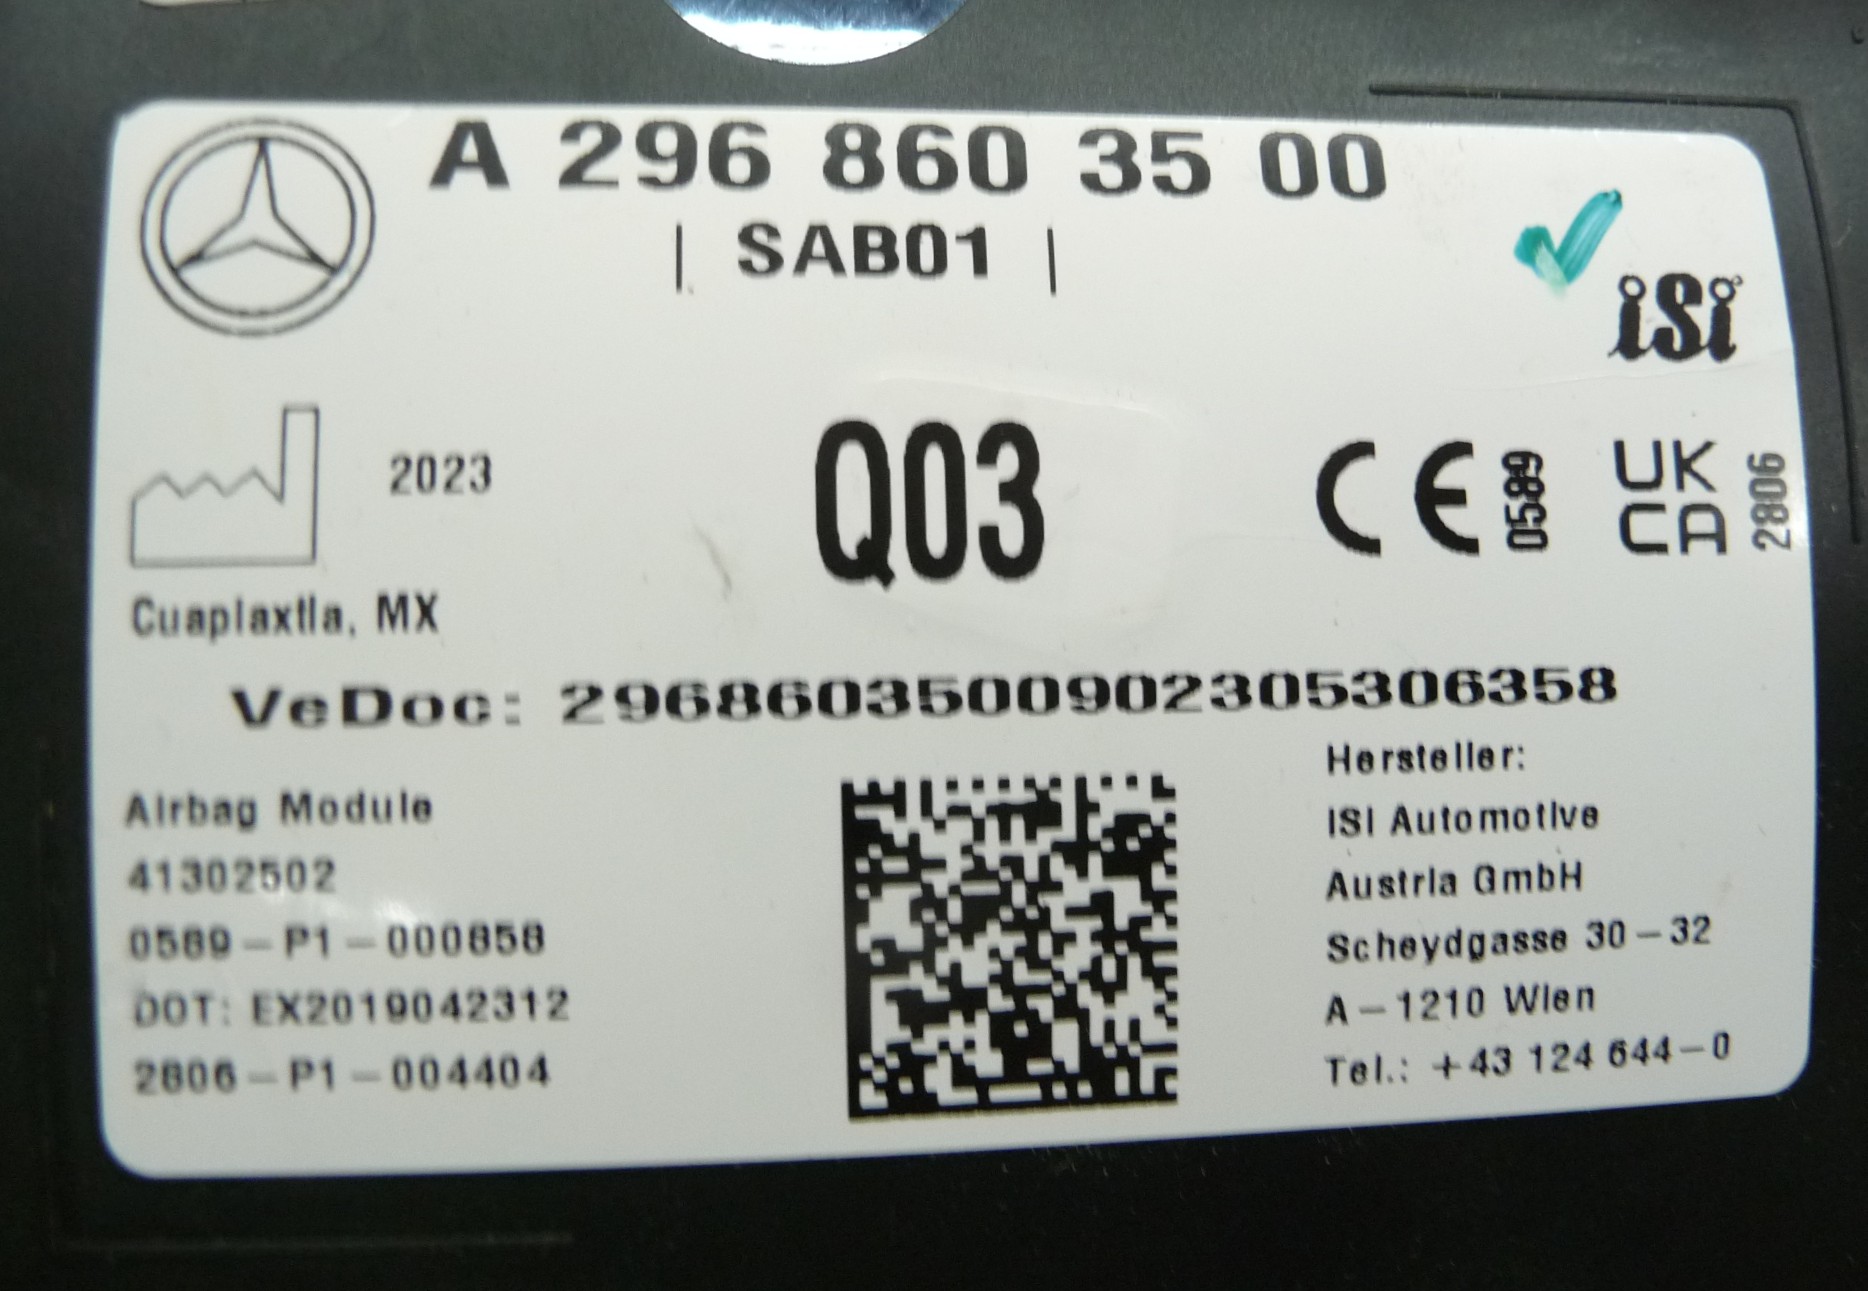 A 296 860 35 00
| SAB01 |
iSi
2023
Q03
CE 0589
UK
CA 2806
Cuaplaxtla, MX
VeDoc: 2968603500902305306358
Airbag Module
41302502
0589-P1-000858
DOT: EX2019042312
2806-P1-004404
Hersteller:
ISI Automotive
Austria GmbH
Scheydgasse 30-32
A-1210 Wien
Tel.: +43 124 644-0